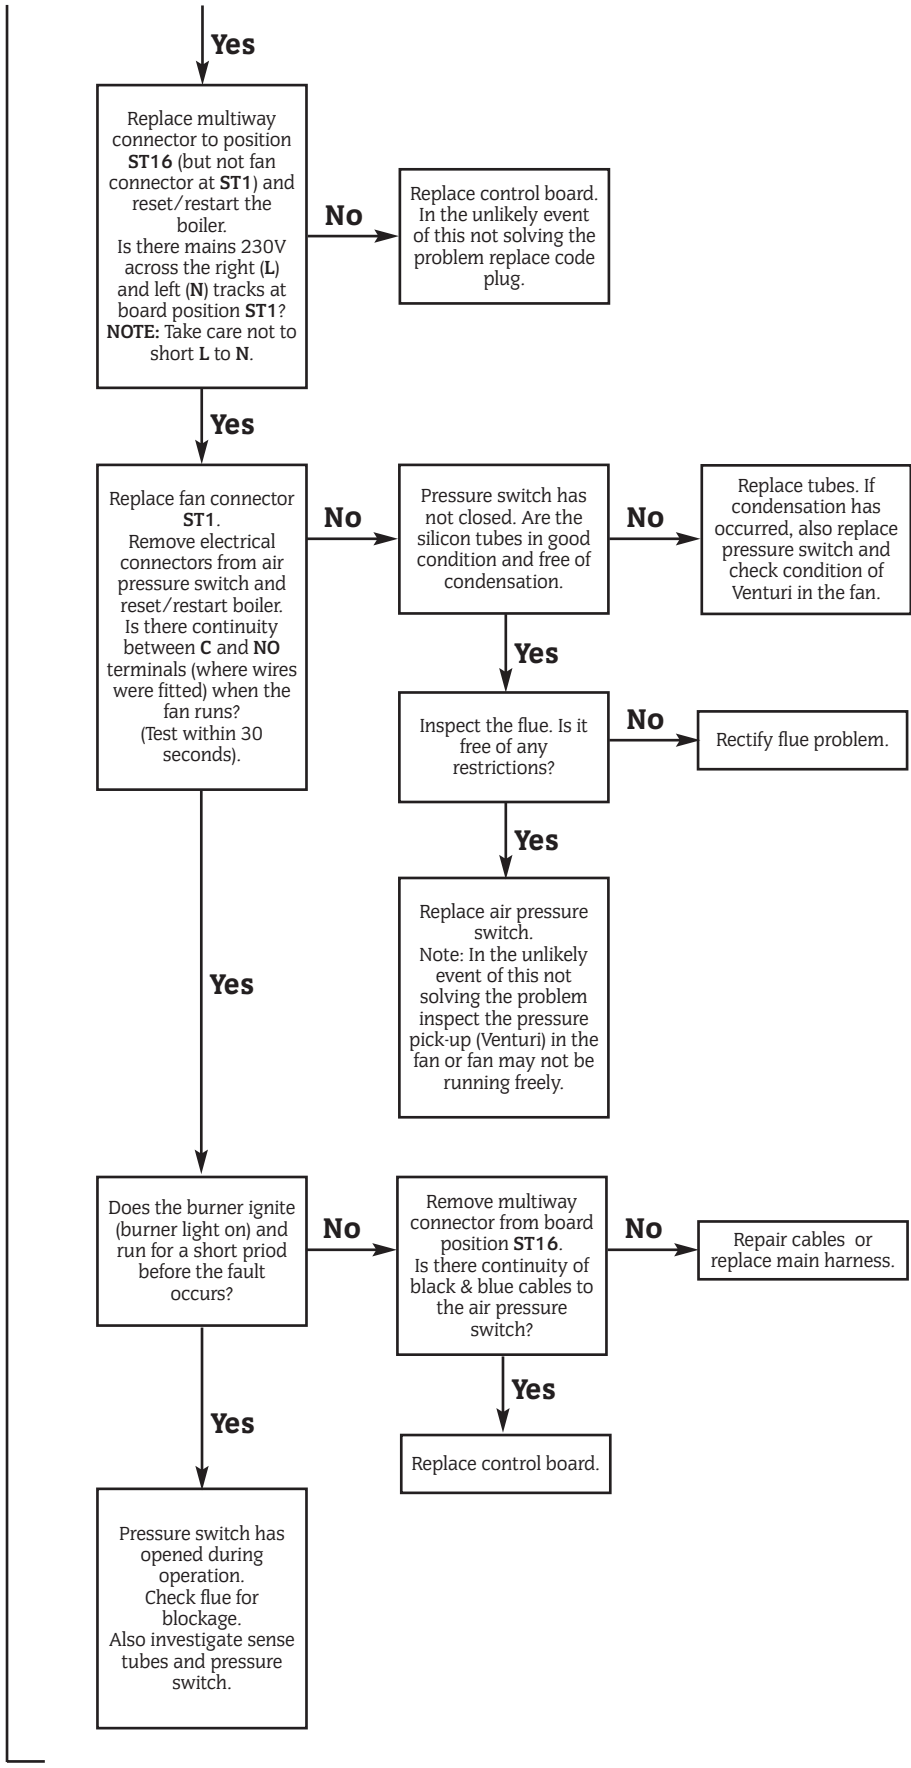 Yes
Replace multiway
connector to position
ST16 (but not fan
connector at ST1) and
reset/restart the
boiler.
Is there mains 230V
across the right (L)
and left (N) tracks at
board position ST1?
NOTE: Take care not to
short L to N.
No
Replace control board.
In the unlikely event
of this not solving the
problem replace code
plug.
Yes
Replace fan connector
ST1.
Remove electrical
connectors from air
pressure switch and
reset/restart boiler.
Is there continuity
between C and NO
terminals (where wires
were fitted) when the
fan runs?
(Test within 30
seconds).
No
Pressure switch has
not closed. Are the
silicon tubes in good
condition and free of
condensation.
No
Replace tubes. If
condensation has
occurred, also replace
pressure switch and
check condition of
Venturi in the fan.
Yes
Inspect the flue. Is it
free of any
restrictions?
No
Rectify flue problem.
Yes
Replace air pressure
switch.
Note: In the unlikely
event of this not
solving the problem
inspect the pressure
pick-up (Venturi) in the
fan or fan may not be
running freely.
Yes
Does the burner ignite
(burner light on) and
run for a short priod
before the fault
occurs?
No
Remove multiway
connector from board
position ST16.
Is there continuity of
black & blue cables to
the air pressure
switch?
No
Repair cables or
replace main harness.
Yes
Replace control board.
Yes
Pressure switch has
opened during
operation.
Check flue for
blockage.
Also investigate sense
tubes and pressure
switch.